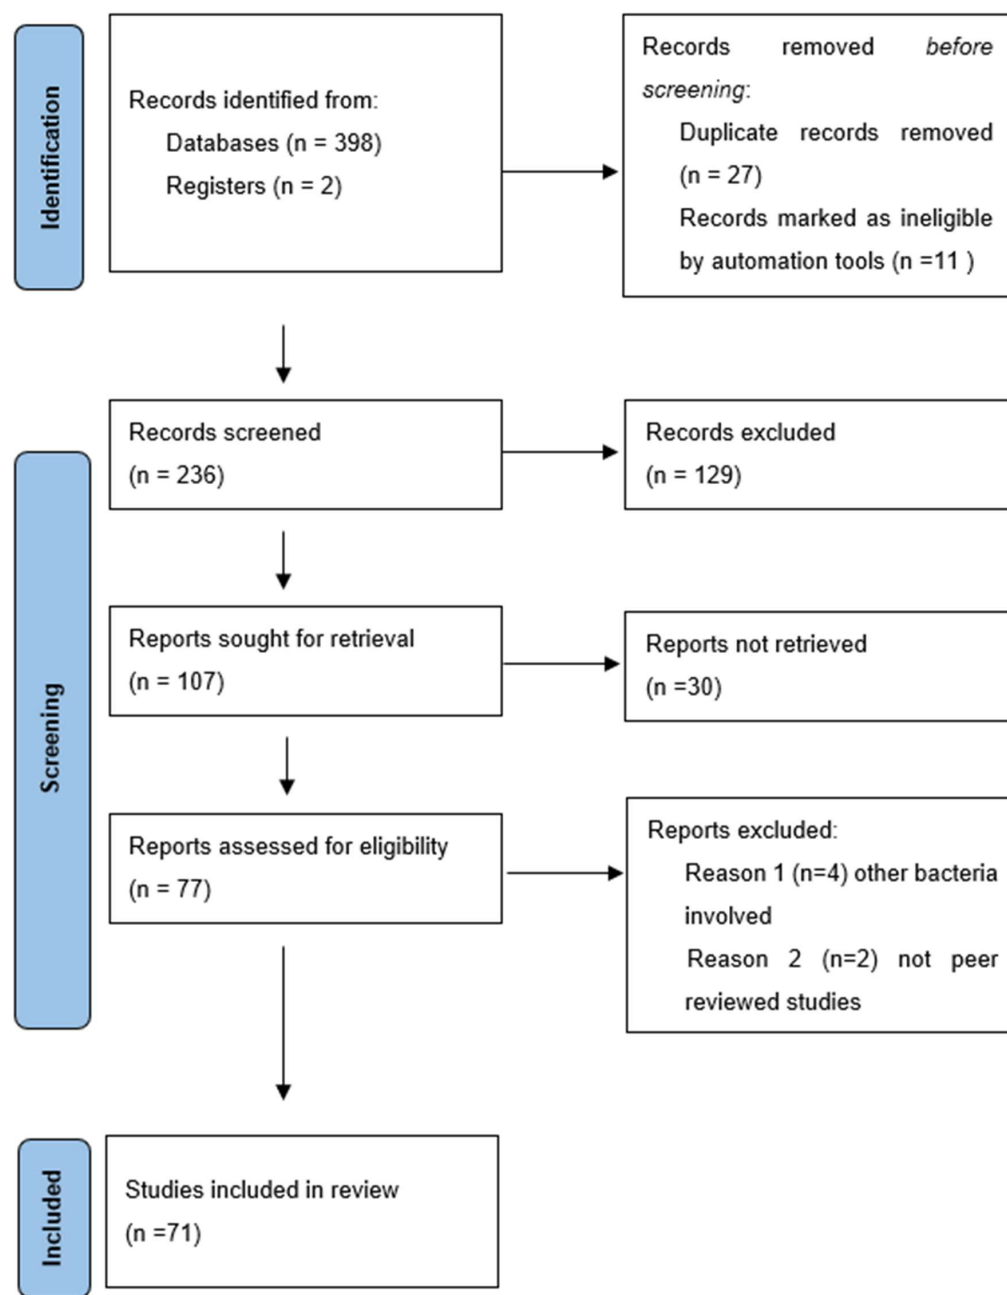 Identification
Records identified from:
Databases (n = 398)
Registers (n = 2)
Records removed before
screening:
Duplicate records removed
(n = 27)
Records marked as ineligible
by automation tools (n =11 )
Screening
Records screened
(n = 236)
Records excluded
(n = 129)
Reports sought for retrieval
(n = 107)
Reports not retrieved
(n =30)
Reports assessed for eligibility
(n = 77)
Reports excluded:
Reason 1 (n=4) other bacteria
involved
Reason 2 (n=2) not peer
reviewed studies
Included
Studies included in review
(n =71)